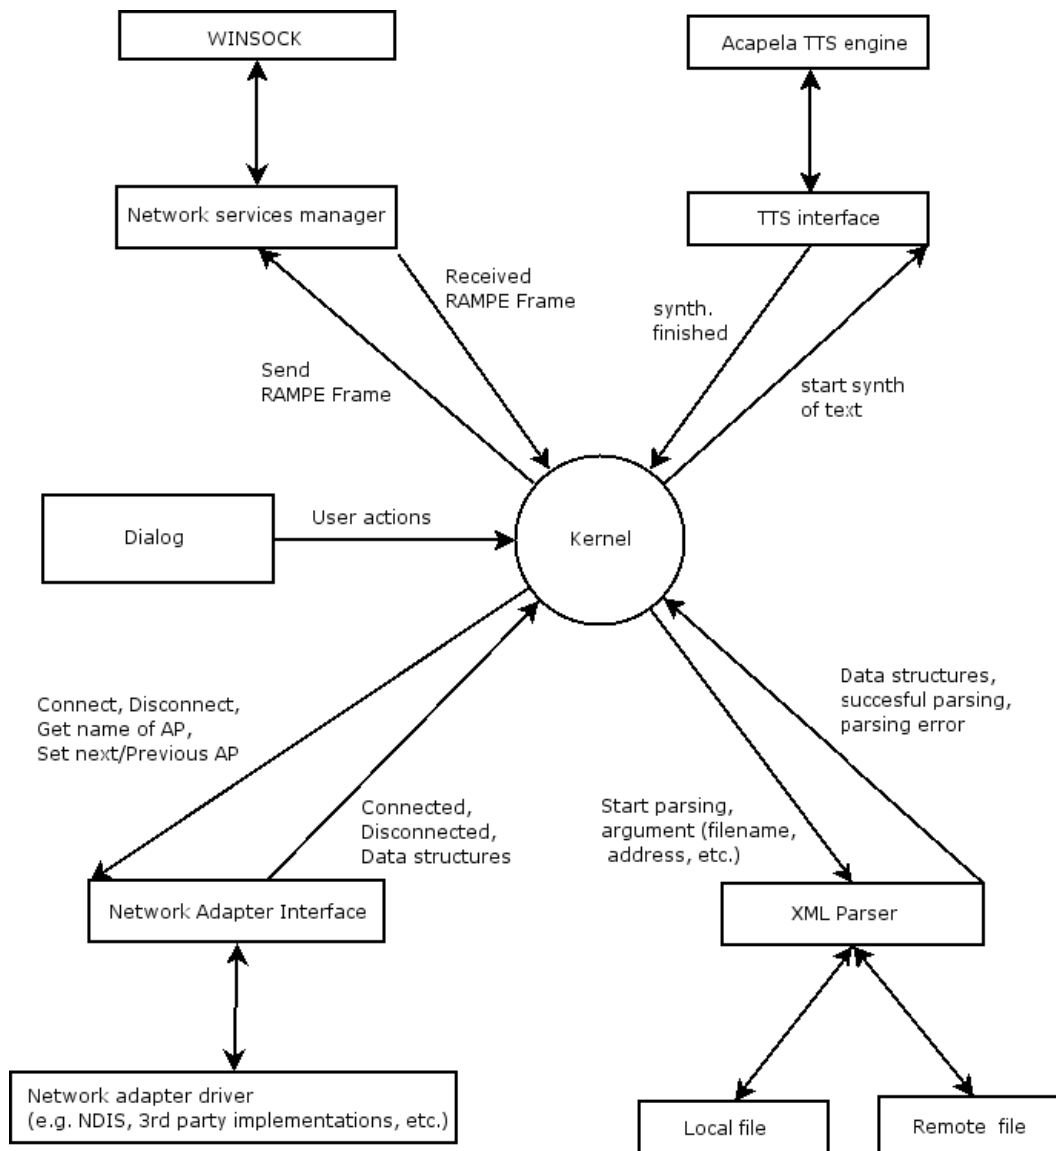 WINSOCK
Acapela TTS engine
Network services manager
TTS interface
Received
RAMPE Frame
synth.
finished
Send
RAMPE Frame
start synth
of text
User actions
Dialog
Kernel
Data structures,
succesful parsing,
parsing error
Connect, Disconnect,
Get name of AP,
Set next/Previous AP
Connected,
Disconnected,
Data structures
Start parsing,
argument (filename,
address, etc.)
Network Adapter Interface
XML Parser
Network adapter driver
(e.g. NDIS, 3rd party implementations, etc.)
Local file
Remote file